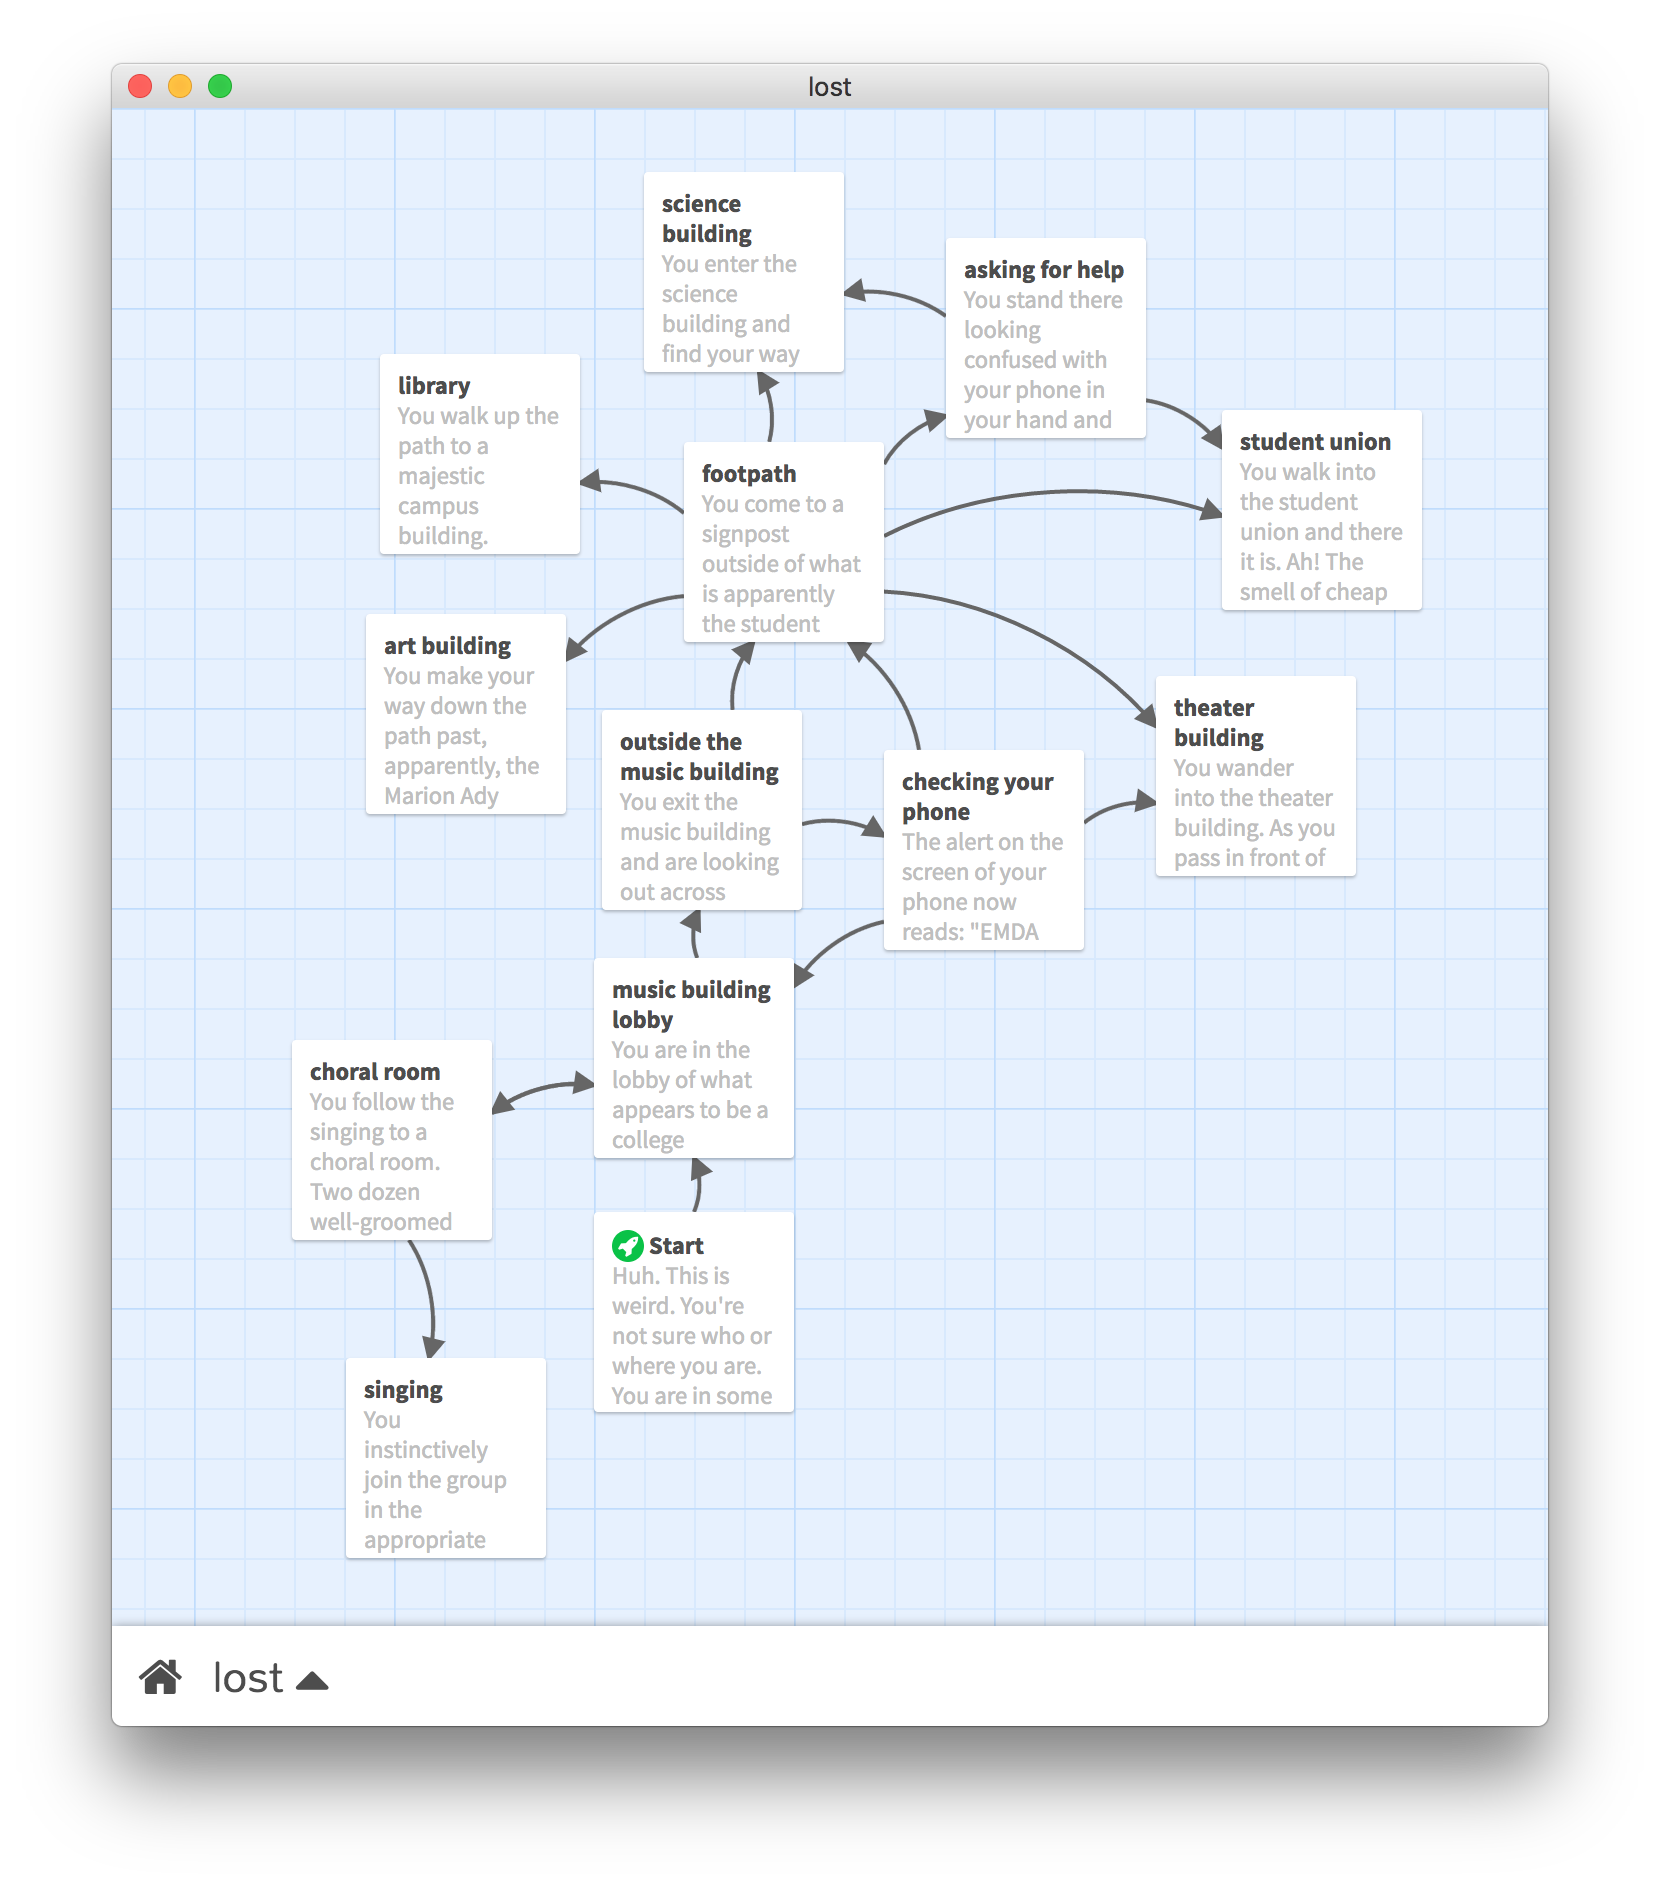 lost
science
building
You enter the
science
building and
find your way
asking for help
You stand there
looking
confused with
your phone in
your hand and
library
You walk up the
path to a
majestic
campus
building.
student union
You walk into
the student
union and there
it is. Ah! The
smell of cheap
footpath
You come to a
signpost
outside of what
is apparently
the student
art building
You make your
way down the
path past,
apparently, the
Marion Ady
theater
building
You wander
into the theater
building. As you
pass in front of
outside the
music building
You exit the
music building
and are looking
out across
checking your
phone
The alert on the
screen of your
phone now
reads: "EMDA
music building
lobby
You are in the
lobby of what
appears to be a
college
choral room
You follow the
singing to a
choral room.
Two dozen
well-groomed
Start
Huh. This is
weird. You're
not sure who or
where you are.
You are in some
singing
You
instinctively
join the group
in the
appropriate
lost